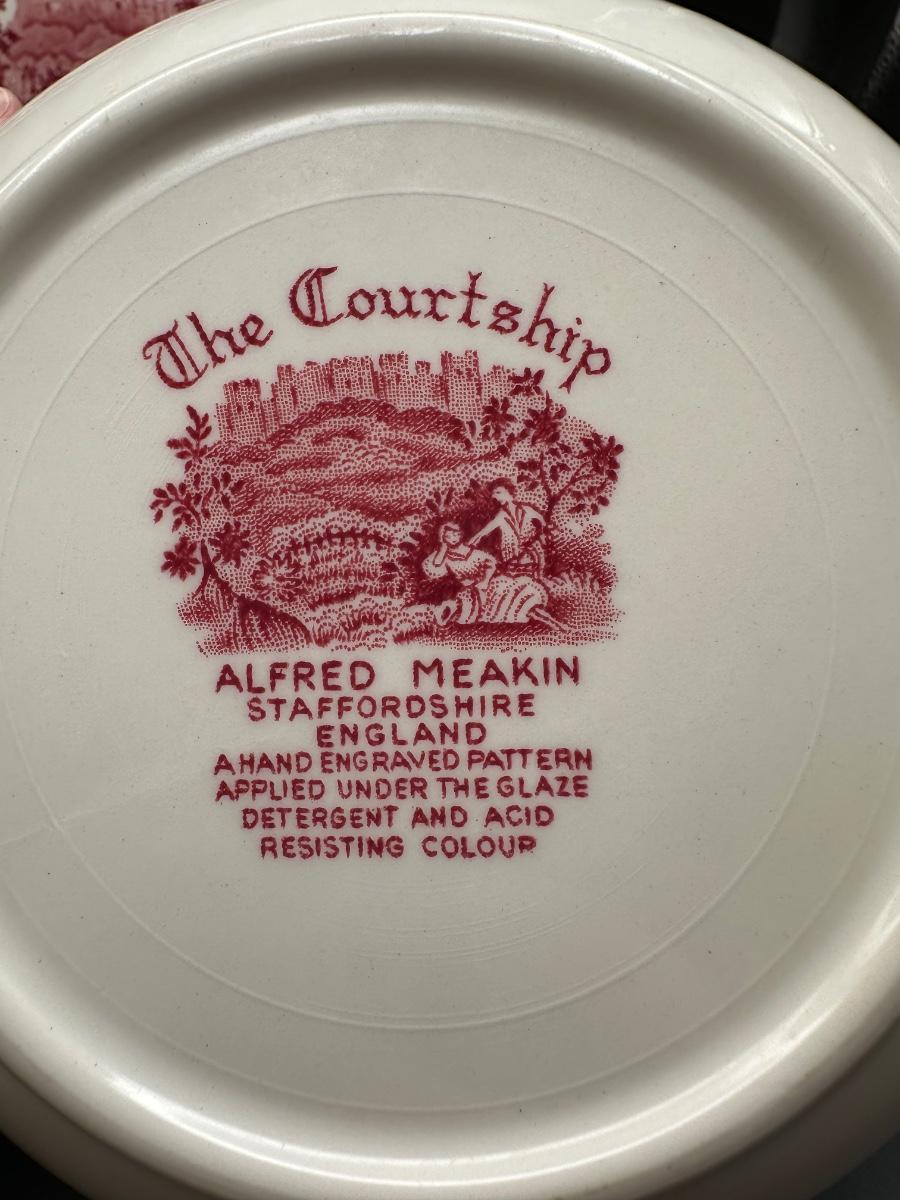 The Courtship
ALFRED MEAKIN
STAFFORDSHIRE
ENGLAND
A HAND ENGRAVED PATTERN
APPLIED UNDER THE GLAZE
DETERGENT AND ACID
RESISTING COLOUR